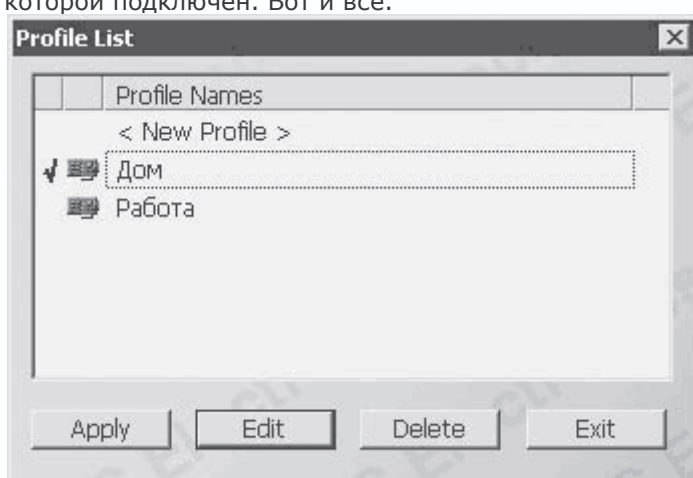 которой подключен. Вот и все.
Profile List
Profile Names
< New Profile >
Дом
Работа
Apply Edit Delete Exit